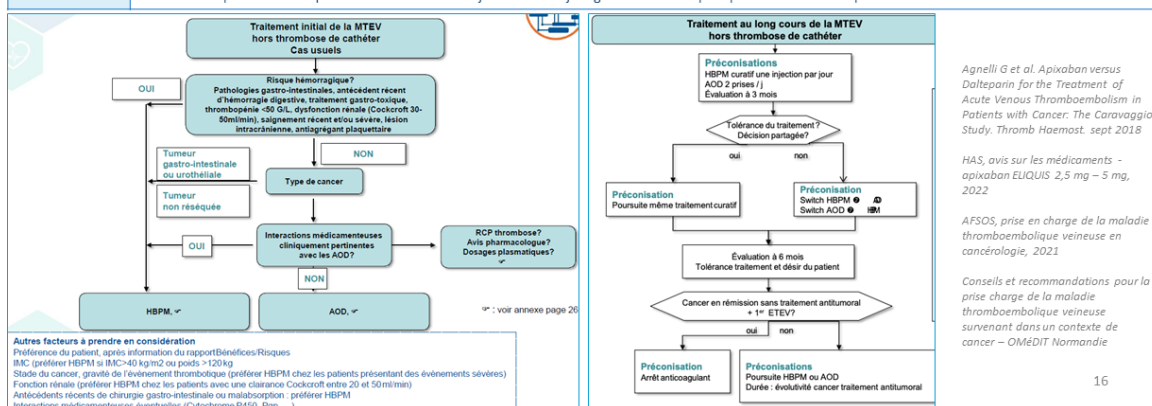 Traitement initial de la MTEV
hors thrombose de cathéter
Cas usuels
Risque hémorragique?
Pathologies gastro-intestinales, antécédent récent
d'hémorragie digestive, traitement gastro-toxique,
thrombopénie <50 G/L, dysfonction rénale (Cockcroft 30-
50ml/min), saignement récent et/ou sévère, lésion
intracrânienne, antiagrégant plaquettaire
OUI
NON
Tumeur
gastro-intestinale
ou urothéliale
Tumeur
non réséquée
Type de cancer
Interactions médicamenteuses
cliniquement pertinentes
avec les AOD?
OUI
NON
RCP thrombose?
Avis pharmacologue?
Dosages plasmatiques?
☞
HBPM, ☞
AOD, ☞
☞ : voir annexe page 26
Autres facteurs à prendre en considération
Préférence du patient, après information du rapportBénéfices/Risques
IMC (préférer HBPM si IMC>40 kg/m2 ou poids >120kg
Stade du cancer, gravité de l'événement thrombotique (préférer HBPM chez les patients présentant des événements sévères)
Fonction rénale (préférer HBPM chez les patients avec une clairance Cockcroft entre 20 et 50 ml/min)
Antécédents récents de chirurgie gastro-intestinale ou malabsorption : préférer HBPM
Interactions médicamenteuses éventuelles (Cytochrome P450, Pgp, ...)
Traitement au long cours de la MTEV
hors thrombose de cathéter
Préconisations
HBPM curatif une injection par jour
AOD 2 prises / j
Évaluation à 3 mois
Tolérance du traitement ?
Décision partagée?
oui
non
Préconisation
Poursuite même traitement curatif
Préconisation
Switch HBPM
Switch AOD
Évaluation à 6 mois
Tolérance traitement et désir du patient
Cancer en rémission sans traitement antitumoral
+ 1er ETEV?
oui
non
Arrêt anticoagulant
Préconisations
Poursuite HBPM ou AOD
Durée : évolutivité cancer traitement antitumoral
Agnelli G et al. Apixaban versus
Dalteparin for the Treatment of
Acute Venous Thromboembolism in
Patients with Cancer: The Caravaggio
Study. Thromb Haemost. sept 2018
HAS, avis sur les médicaments -
apixaban ELIQUIS 2,5 mg – 5 mg,
2022
AFSOS, prise en charge de la maladie
thromboembolique veineuse en
cancérologie, 2021
Conseils et recommandations pour la
prise charge de la maladie
thromboembolique veineuse
survenant dans un contexte de
cancer – OMéDIT Normandie
16